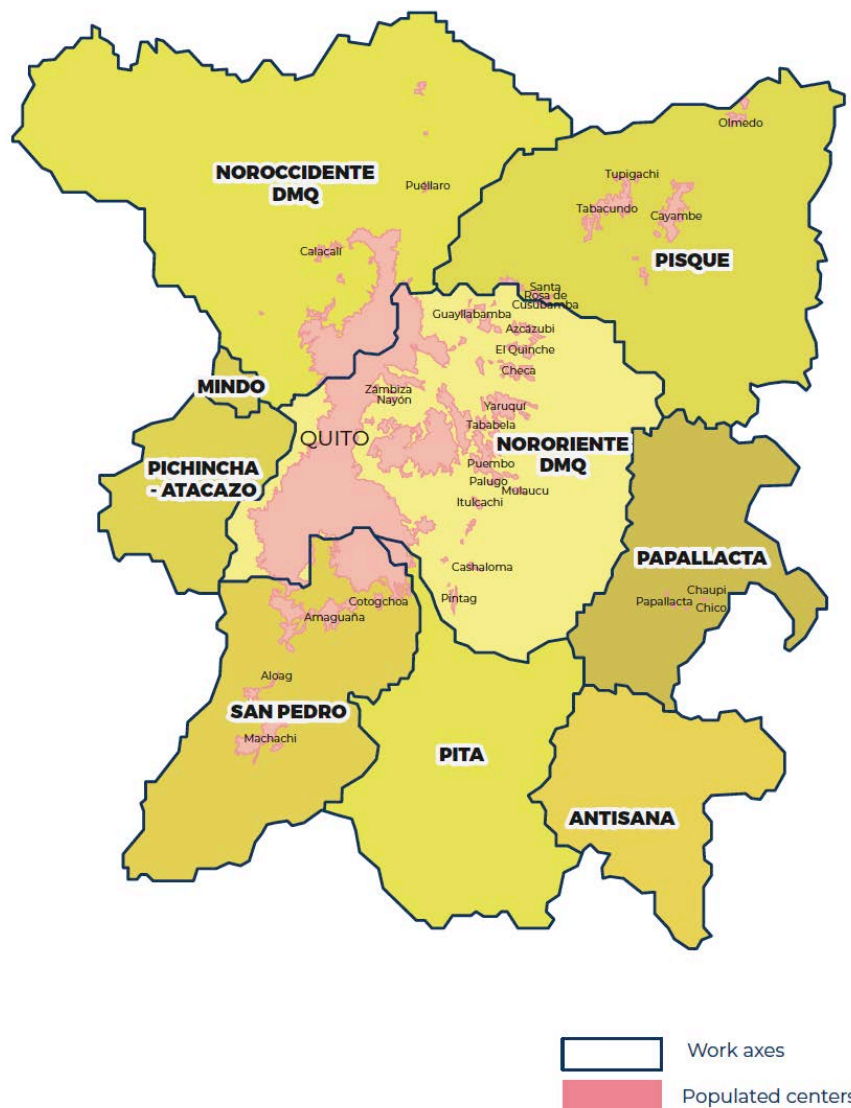 Olmedo
NOROCCIDENTE
DMQ
Puellaro
Tupigachi
Tabacundo
Cayambe
Calacalí
PISQUE
Santa
Rosa de
Cusubamba
Guayllabamba
Azcazubi
El Quinche
Checa
MINDO
Zámbiza
Nayón
Yaruquí
Tababela
QUITO
NORORIENTE
DMQ
PICHINCHA
- ATACAZO
Puembo
Palugo
Mulaucu
Itulcachi
PAPALLACTA
Cashaloma
Chaupi
Chico
Papallacta
Pintag
Cotogchoa
Amaguaña
Aloag
SAN PEDRO
Machachi
PITA
ANTISANA
Work axes
Populated centers